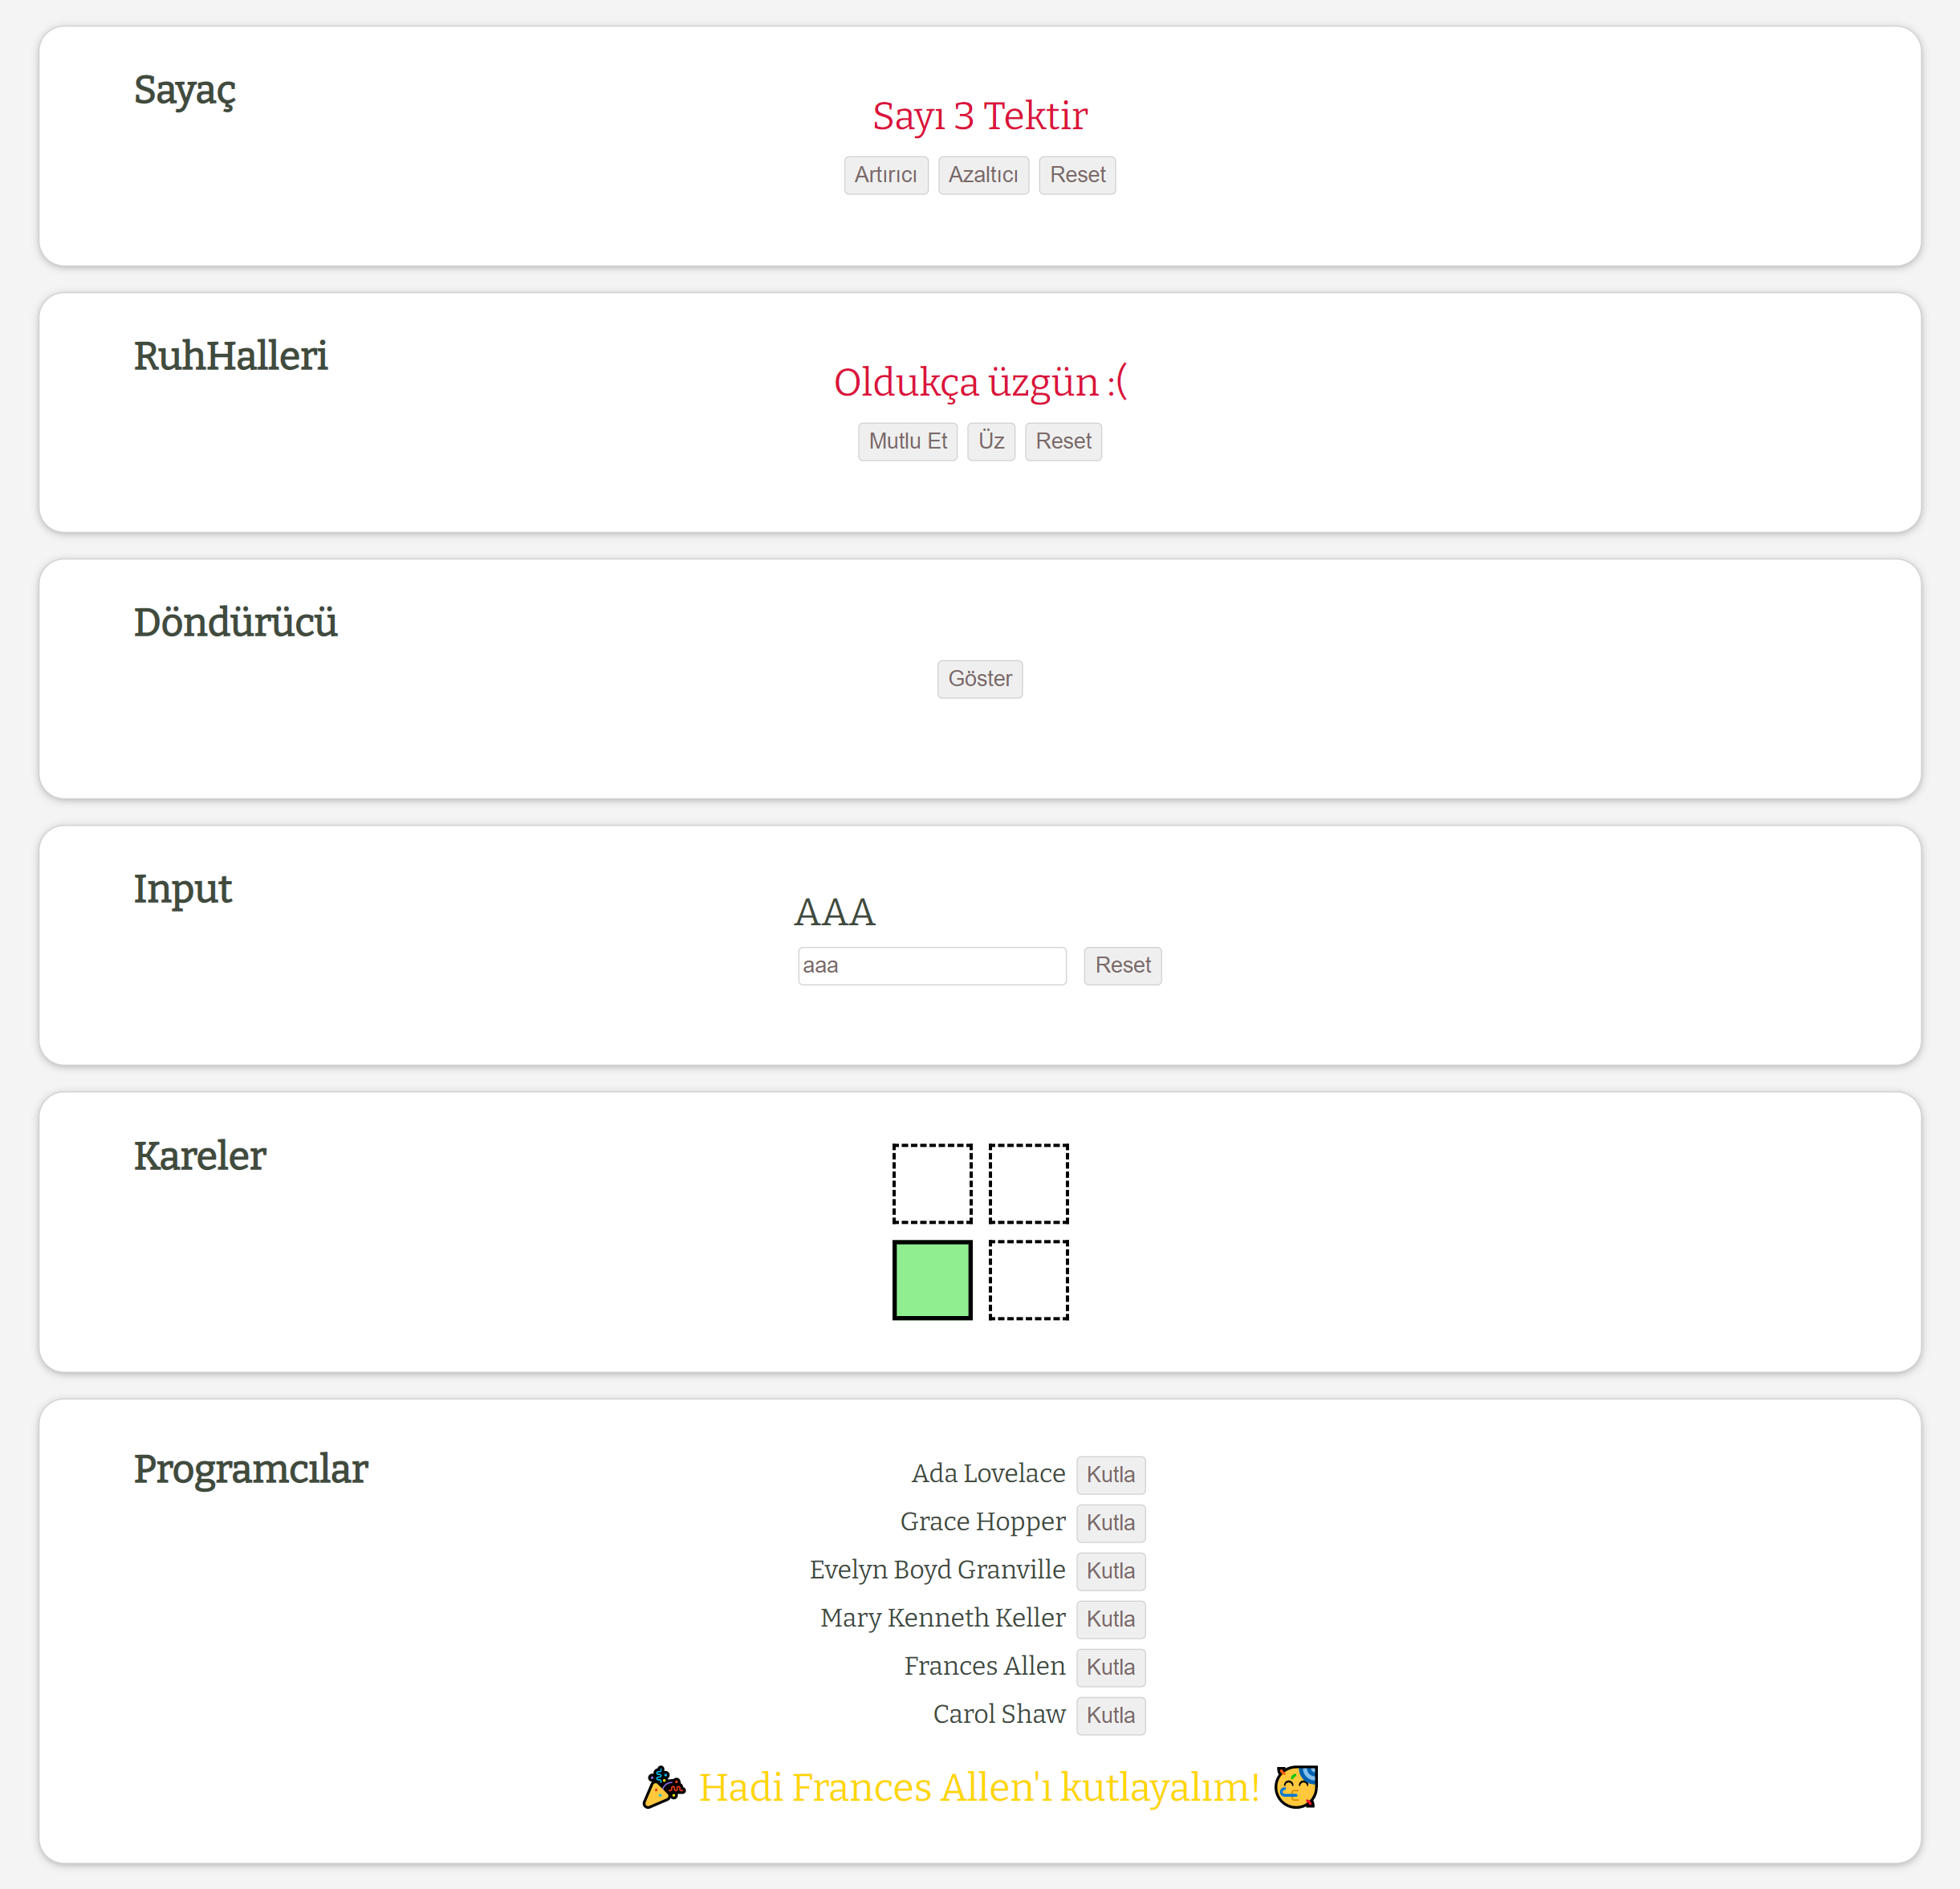 Sayaç
Sayı 3 Tektir
Artırıcı Azaltıcı Reset
RuhHalleri
Oldukça üzgün :(
Mutlu Et Üz Reset
Döndürücü
Göster
Input
AAA
aaa Reset
Kareler
Programcılar
Ada Lovelace Kutla
Grace Hopper Kutla
Evelyn Boyd Granville Kutla
Mary Kenneth Keller Kutla
Frances Allen Kutla
Carol Shaw Kutla
🎉 Hadi Frances Allen'ı kutlayalım! 🥳